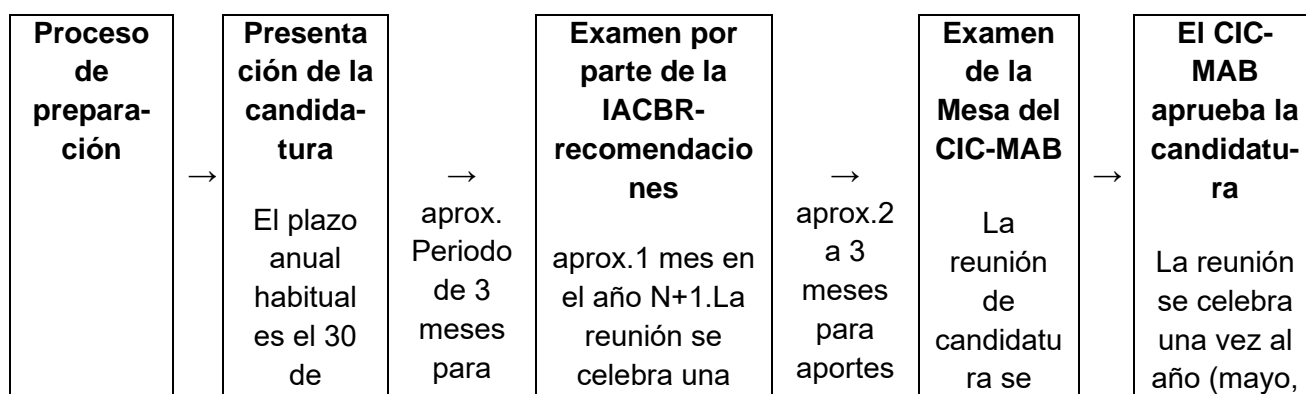 Proceso
de
prepara-
ción
→
Presenta
ción de la
candida-
tura
El plazo
anual
habitual
es el 30
de
→
aprox.
Periodo
de 3
meses
para
Examen por
parte de la
IACBR-
recomendacio
nes
aprox.1 mes en
el año N+1.La
reunión se
celebra una
→
aprox.2
a 3
meses
para
aportes
Examen
de la
Mesa del
CIC-MAB
La
reunión
de
candidatu
ra se
→
El CIC-
MAB
aprueba la
candidatu-
ra
La reunión
se celebra
una vez al
año (mayo,